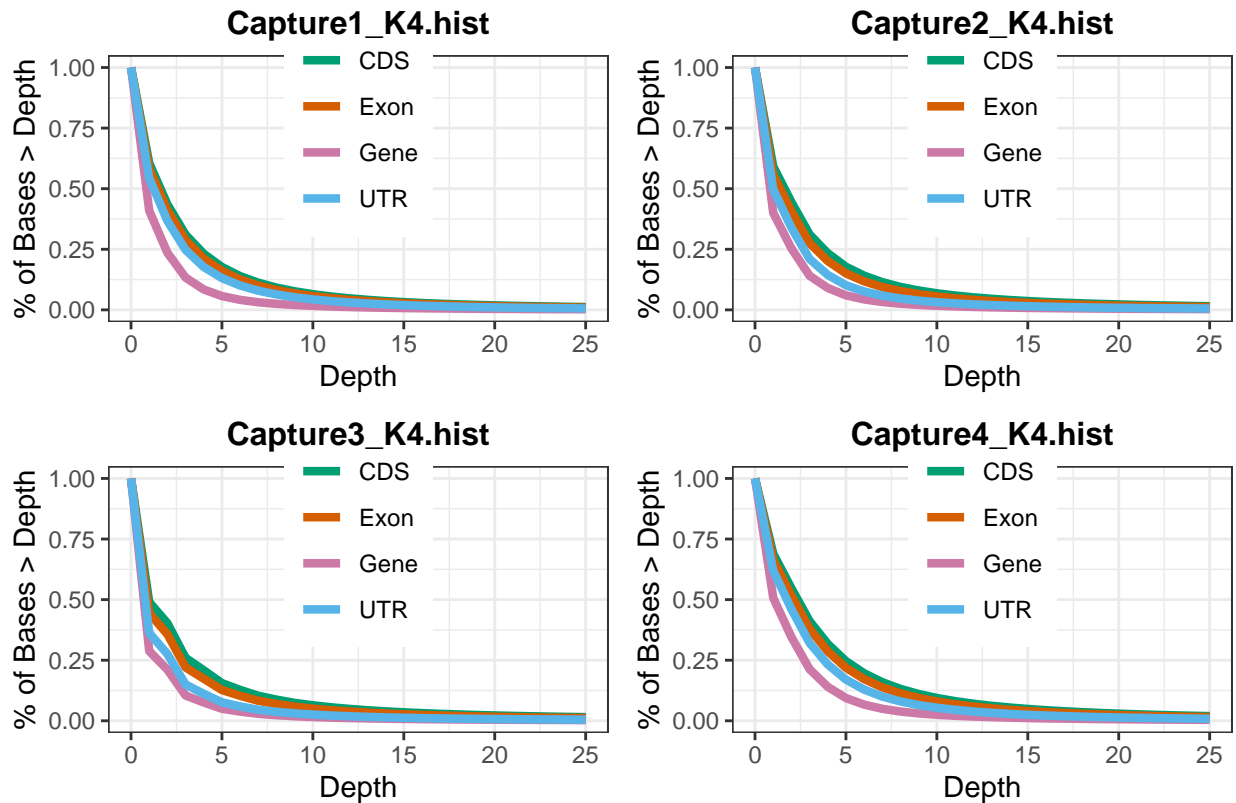 Capture1_K4.hist
% of Bases > Depth
1.00
0.75
0.50
0.25
0.00
CDS
Exon
Gene
UTR
0 5 10 15 20 25
Depth
Capture2_K4.hist
% of Bases > Depth
1.00
0.75
0.50
0.25
0.00
CDS
Exon
Gene
UTR
0 5 10 15 20 25
Depth
Capture3_K4.hist
% of Bases > Depth
1.00
0.75
0.50
0.25
0.00
CDS
Exon
Gene
UTR
0 5 10 15 20 25
Depth
Capture4_K4.hist
% of Bases > Depth
1.00
0.75
0.50
0.25
0.00
CDS
Exon
Gene
UTR
0 5 10 15 20 25
Depth